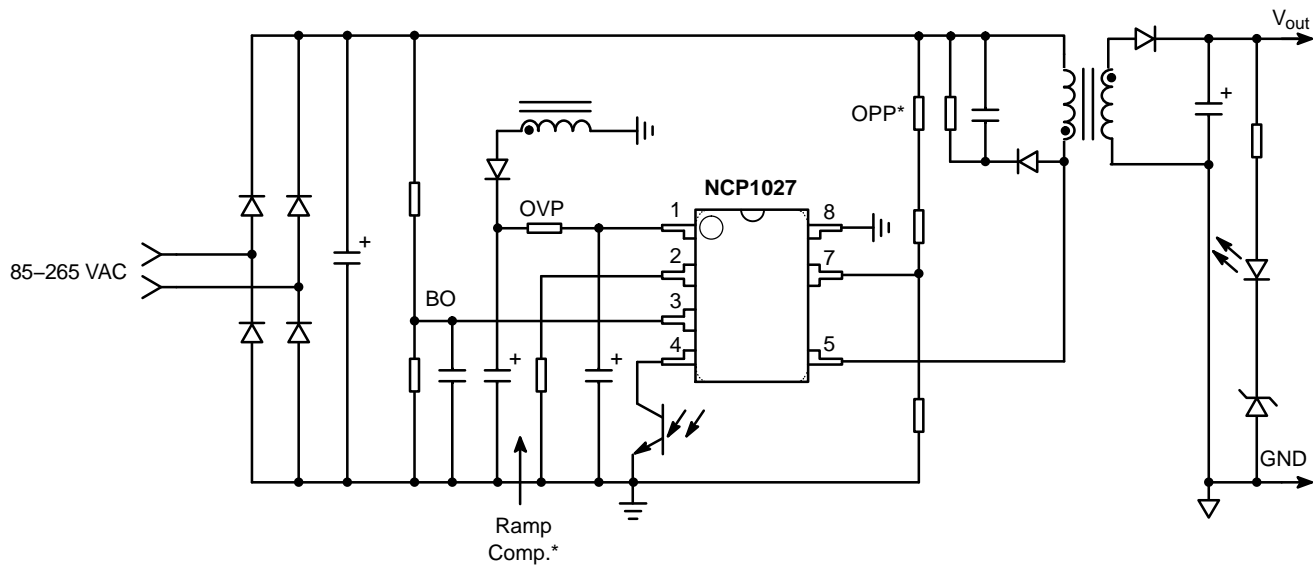 Vout
OPP*
NCP1027
1
8
OVP
2
7
85–265 VAC
BO
3
4
5
GND
Ramp
Comp.*
+
+
+
+